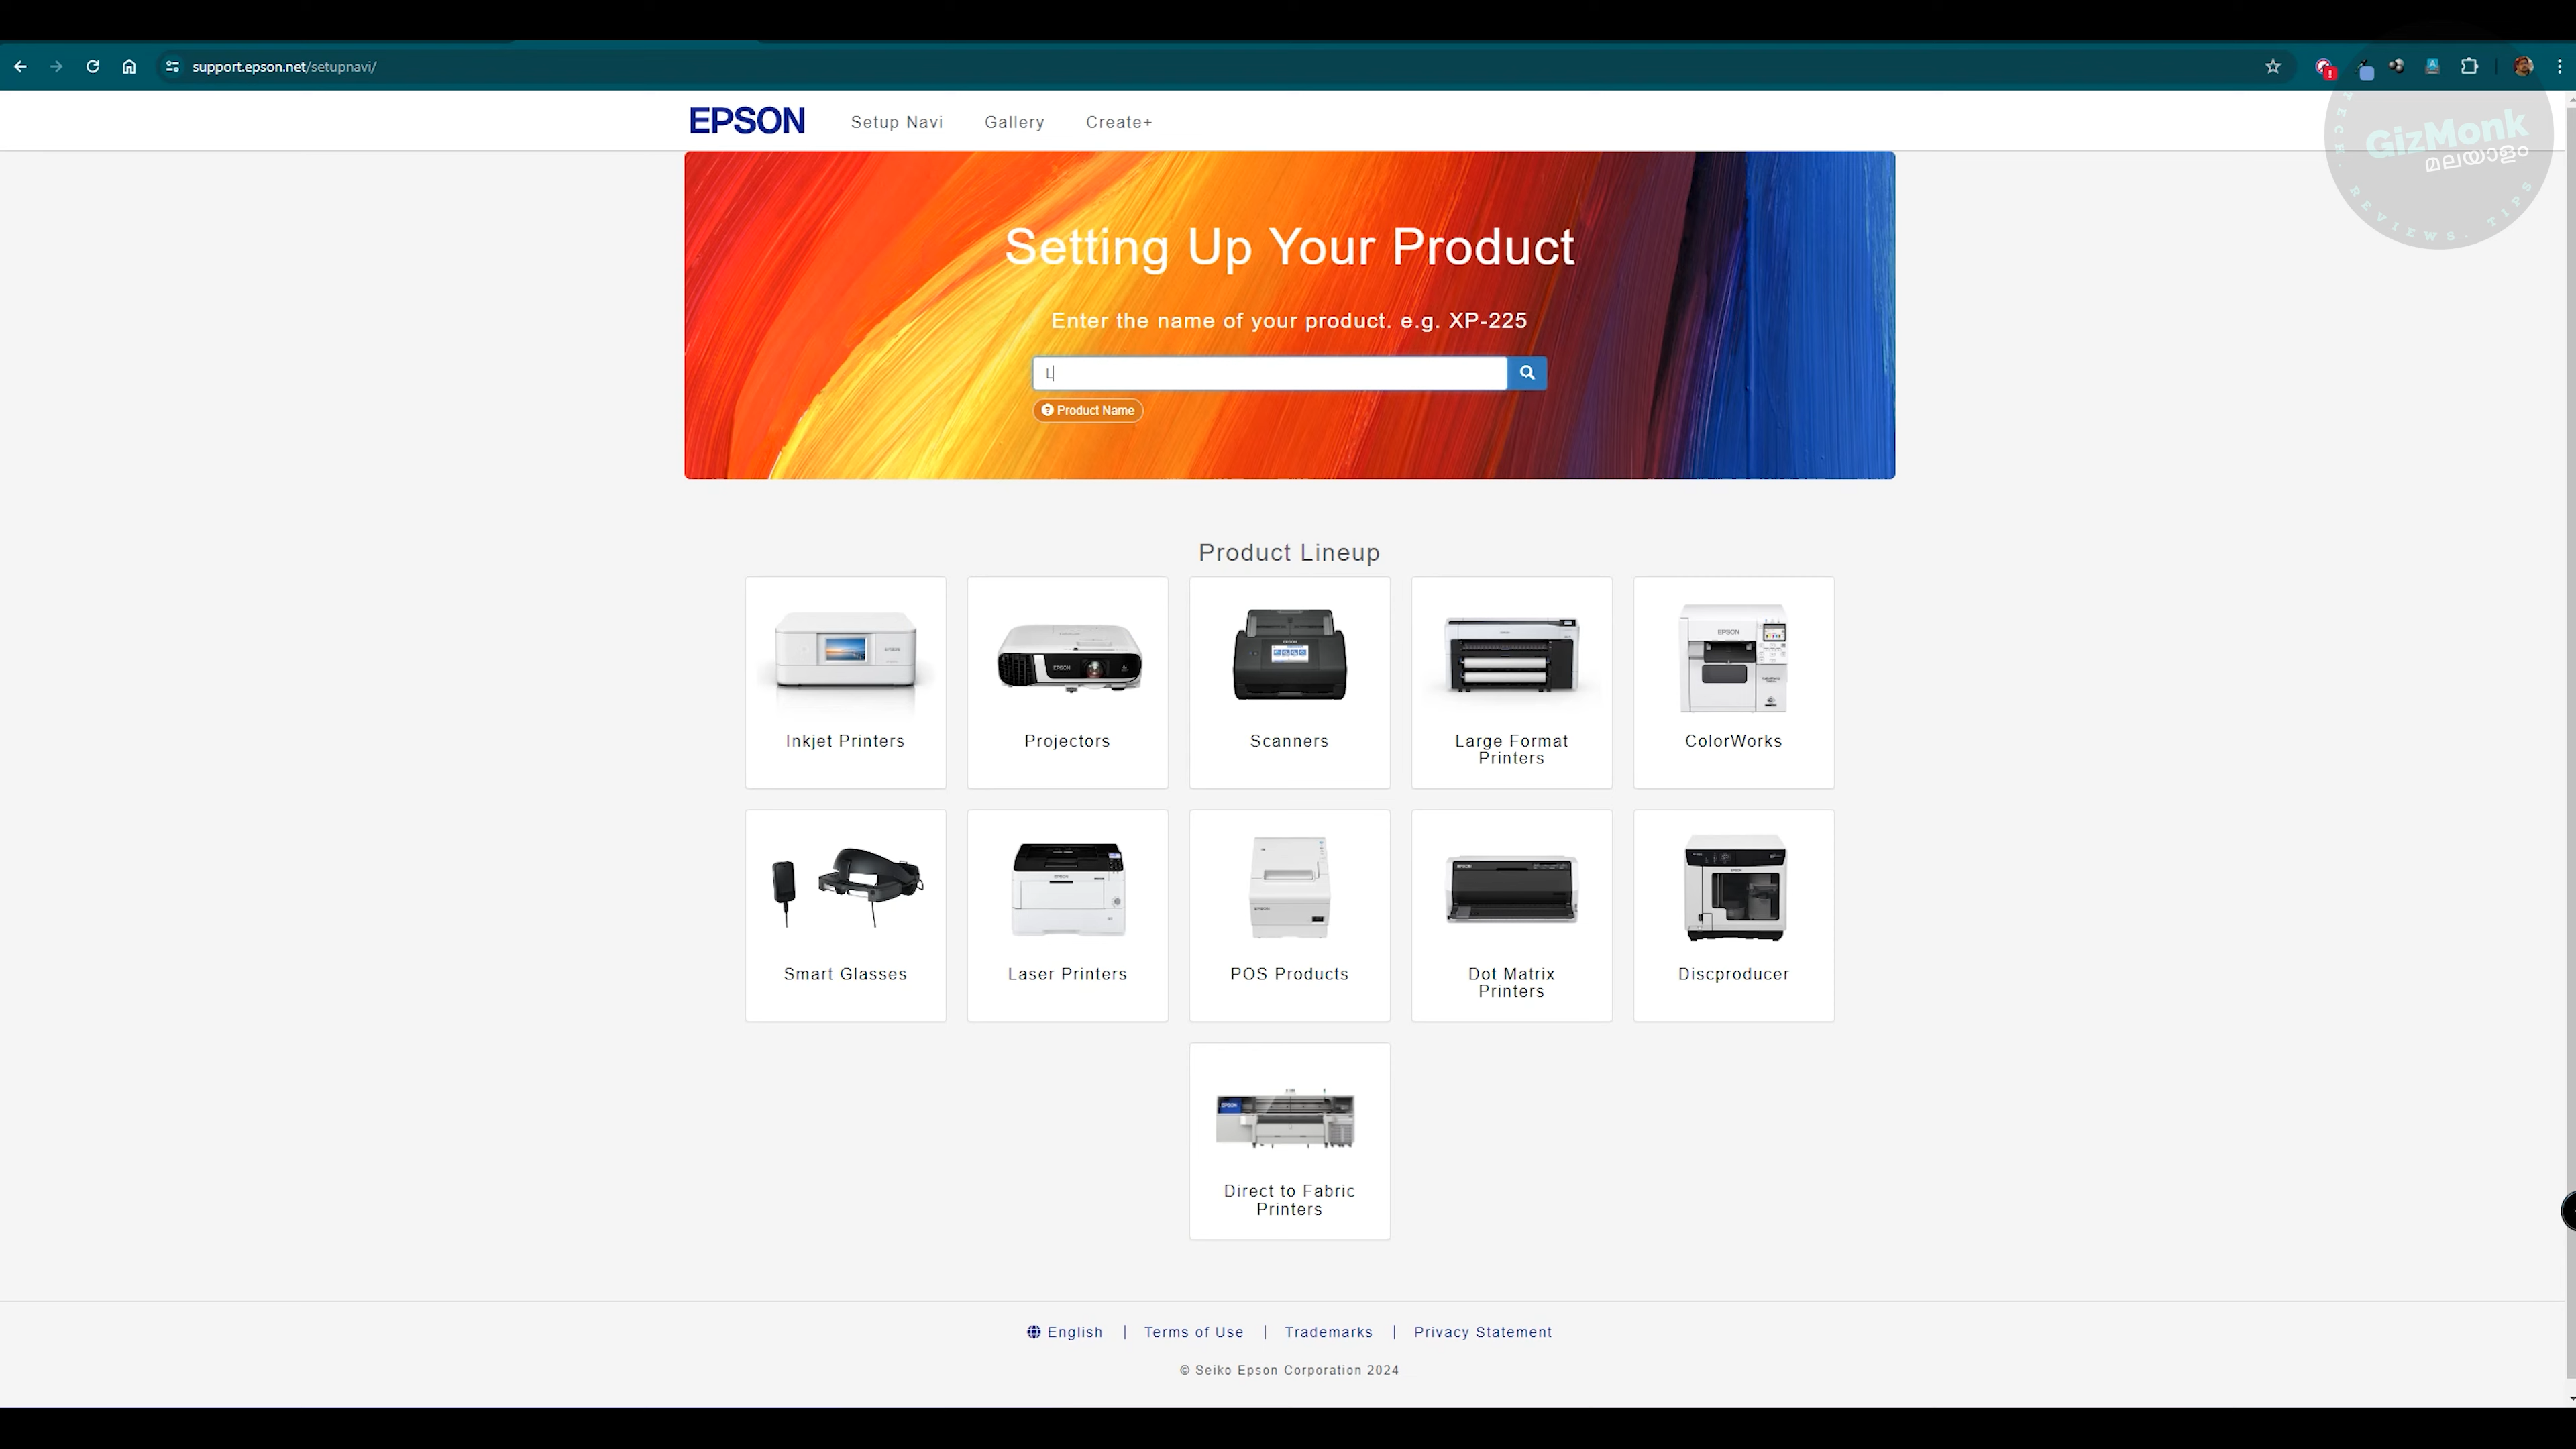 support.epson.net/setupnavi/
EPSON
Setup Navi
Gallery
Create+
TECH. REVIEWS. TIPS
GizMonk
മലയാളം
Setting Up Your Product
Enter the name of your product. e.g. XP-225
L
? Product Name
Product Lineup
Inkjet Printers
Projectors
Scanners
Large Format
Printers
ColorWorks
Smart Glasses
Laser Printers
POS Products
Dot Matrix
Printers
Discproducer
Direct to Fabric
Printers
English | Terms of Use | Trademarks | Privacy Statement
© Seiko Epson Corporation 2024